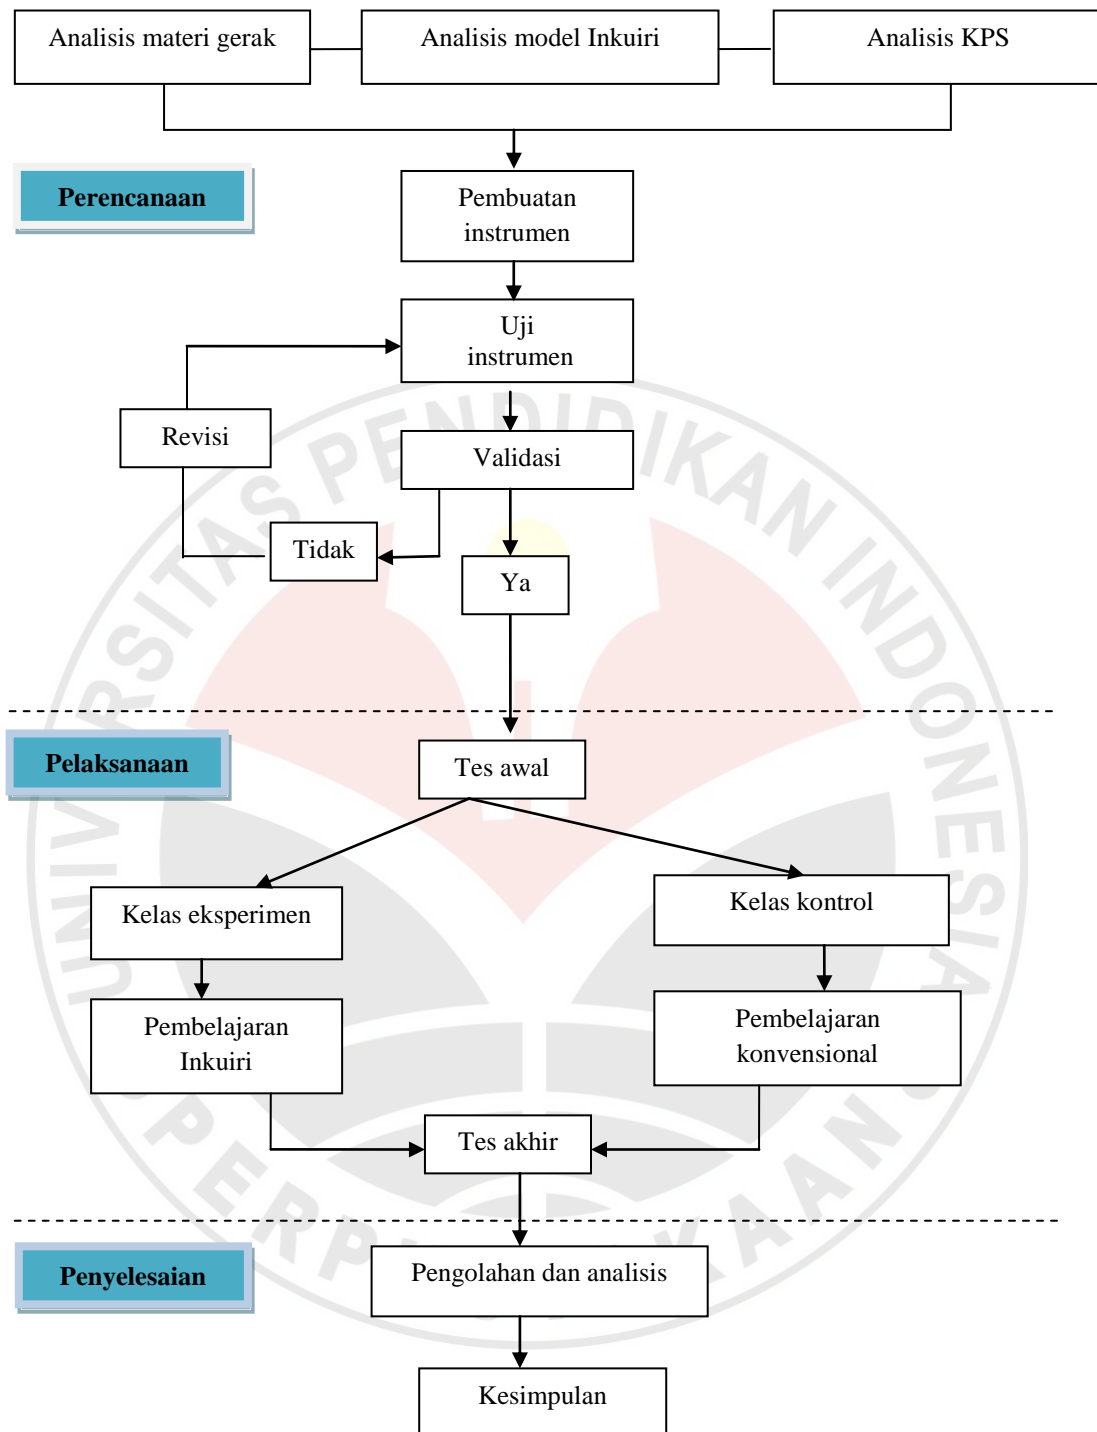 Analisis materi gerak
Analisis model Inkuiri
Analisis KPS
Perencanaan
Pembuatan
instrumen
Uji
instrumen
Revisi
Validasi
Tidak
Ya
Pelaksanaan
Tes awal
Kelas eksperimen
Kelas kontrol
Pembelajaran
Inkuiri
Pembelajaran
konvensional
Tes akhir
Penyelesaian
Pengolahan dan analisis
Kesimpulan
UNIVERSITAS PENDIDIKAN INDONESIA